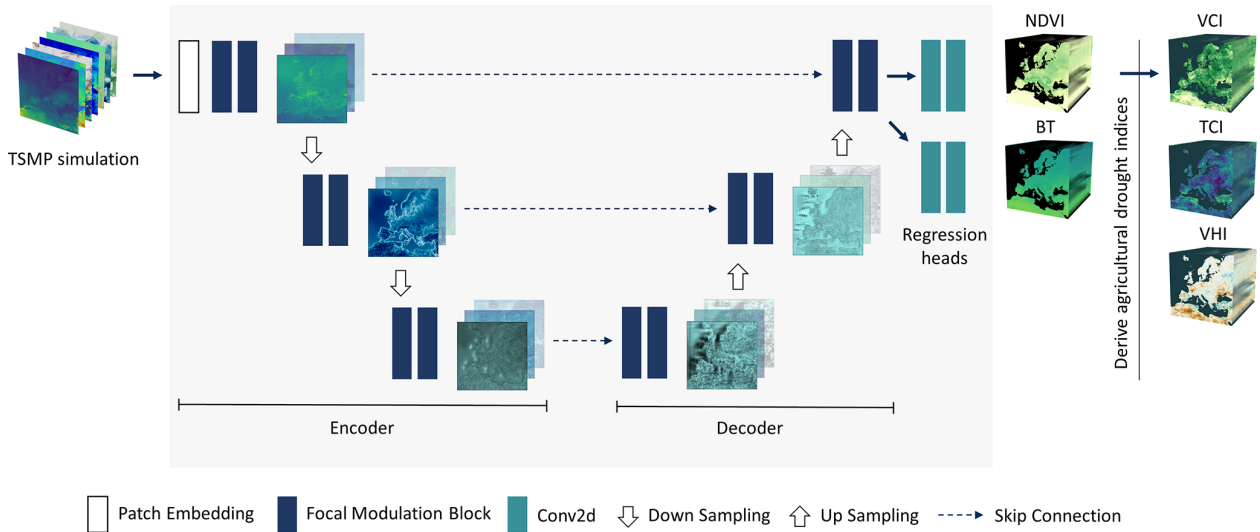 TSMP simulation
NDVI
VCI
BT
TCI
VHI
Regression
heads
Derive agricultural drought indices
Encoder
Decoder
Patch Embedding
Focal Modulation Block
Conv2d
Down Sampling
Up Sampling
Skip Connection